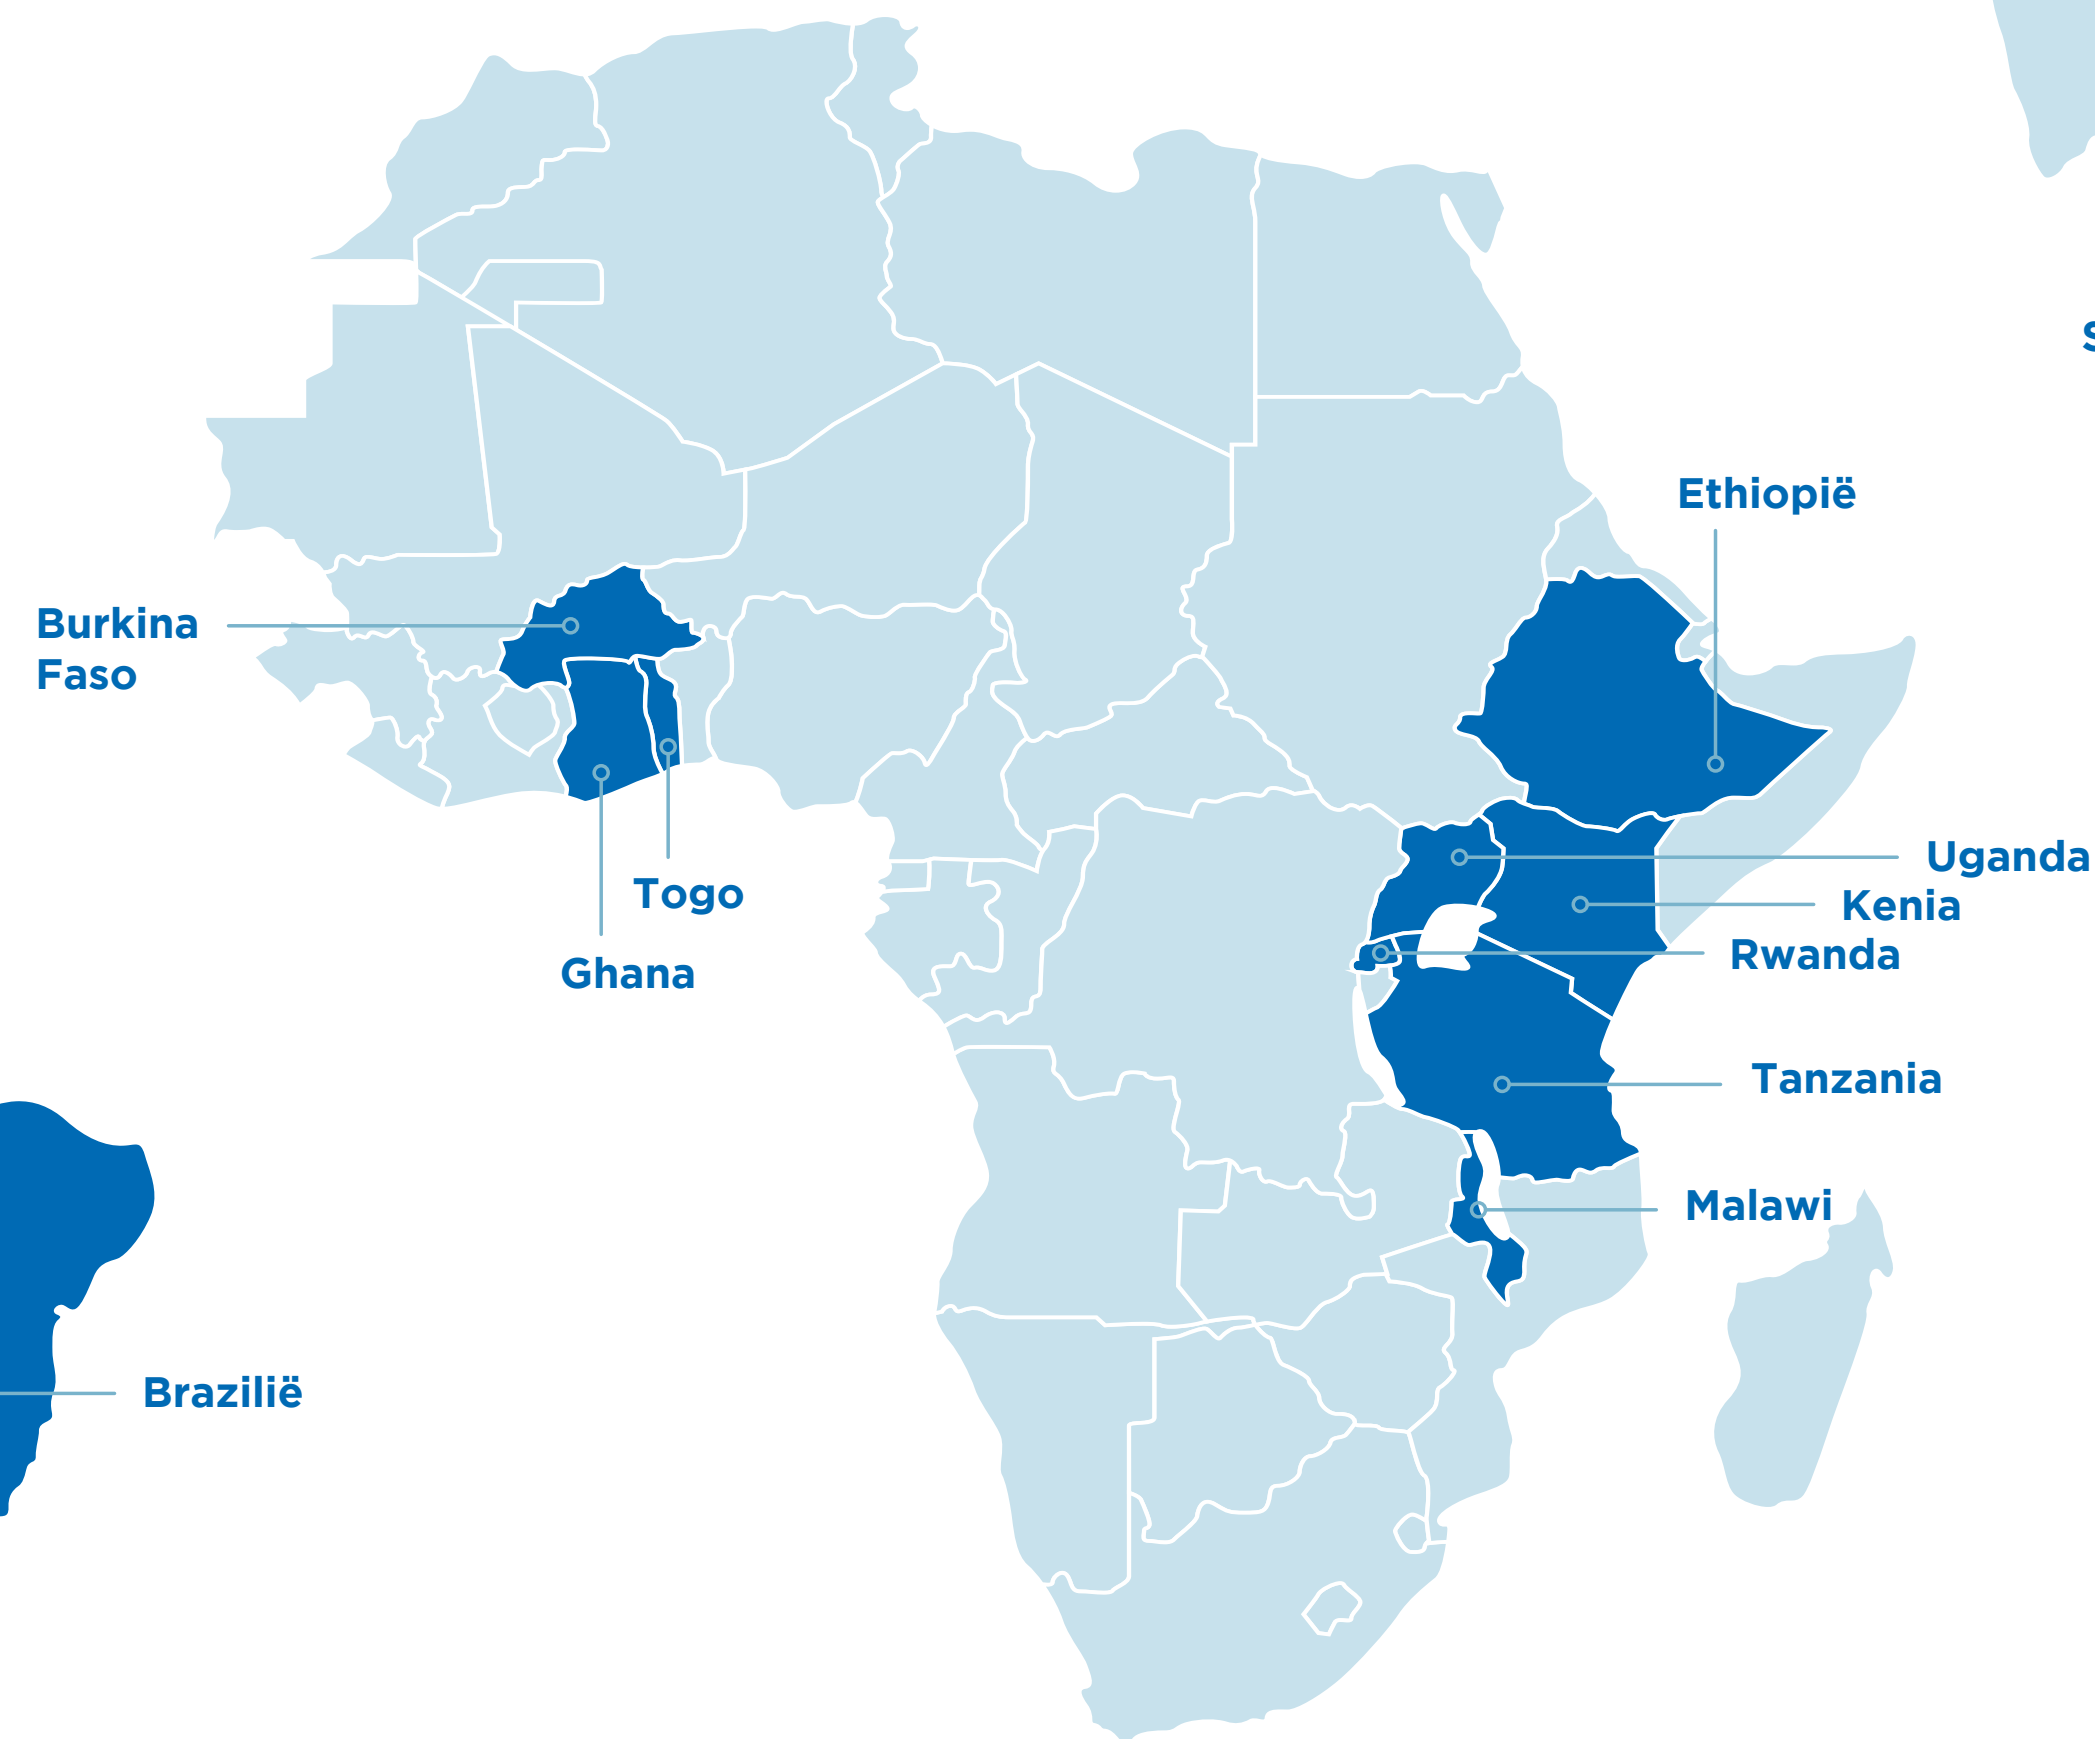 Ethiopië
Burkina
Faso
Uganda
Togo
Kenia
Rwanda
Ghana
Tanzania
Malawi
Brazilië